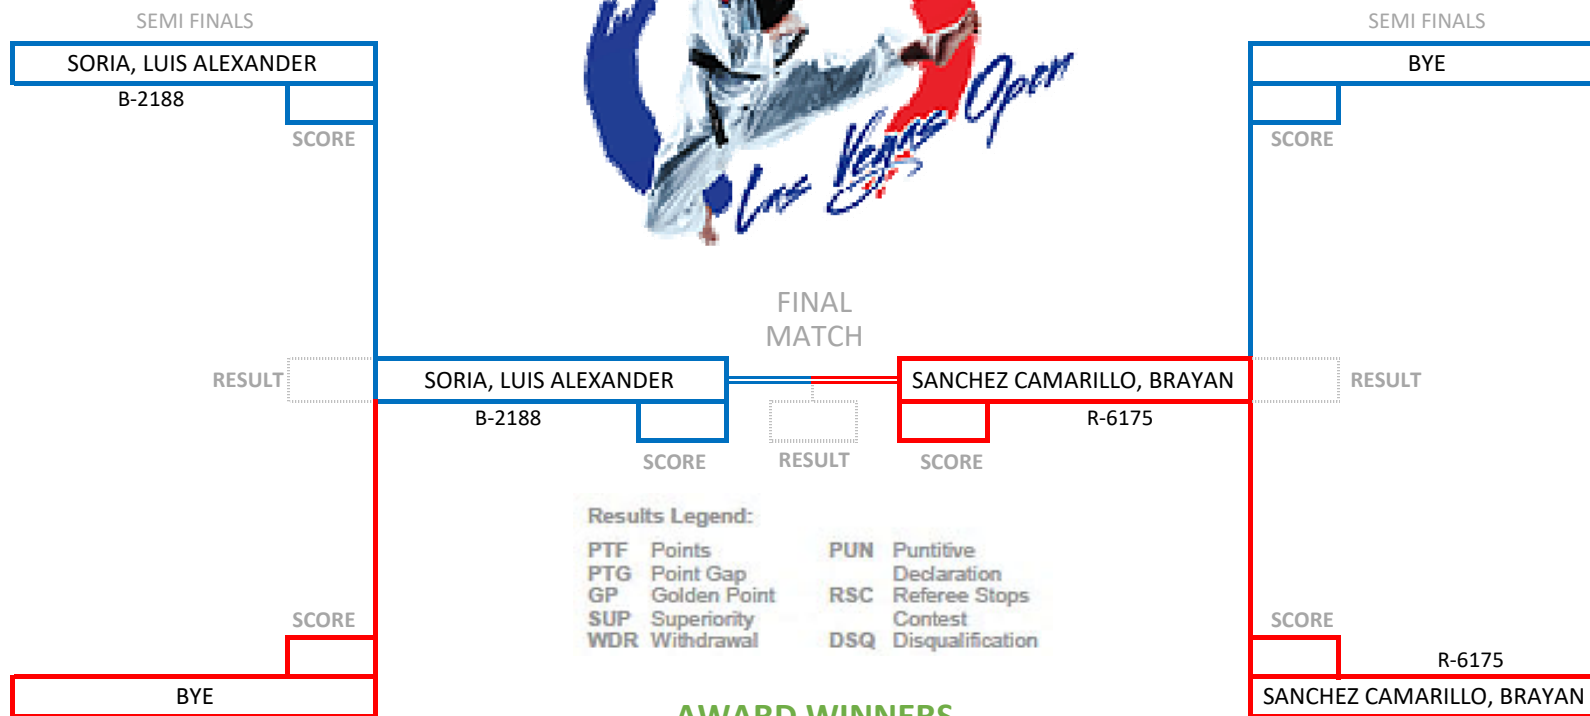 SEMI FINALS
SEMI FINALS
SORIA, LUIS ALEXANDER
BYE
B-2188
SCORE
SCORE
Las Vegas Open
FINAL
MATCH
RESULT
SORIA, LUIS ALEXANDER
SANCHEZ CAMARILLO, BRAYAN
RESULT
B-2188
R-6175
SCORE
RESULT
SCORE
Results Legend:
PTF Points
PTG Point Gap
GP Golden Point
SUP Superiority
WDR Withdrawal
PUN Puntitive
Declaration
RSC Referee Stops
Contest
DSQ Disqualification
SCORE
SCORE
R-6175
BYE
SANCHEZ CAMARILLO, BRAYAN
AWARD WINNERS